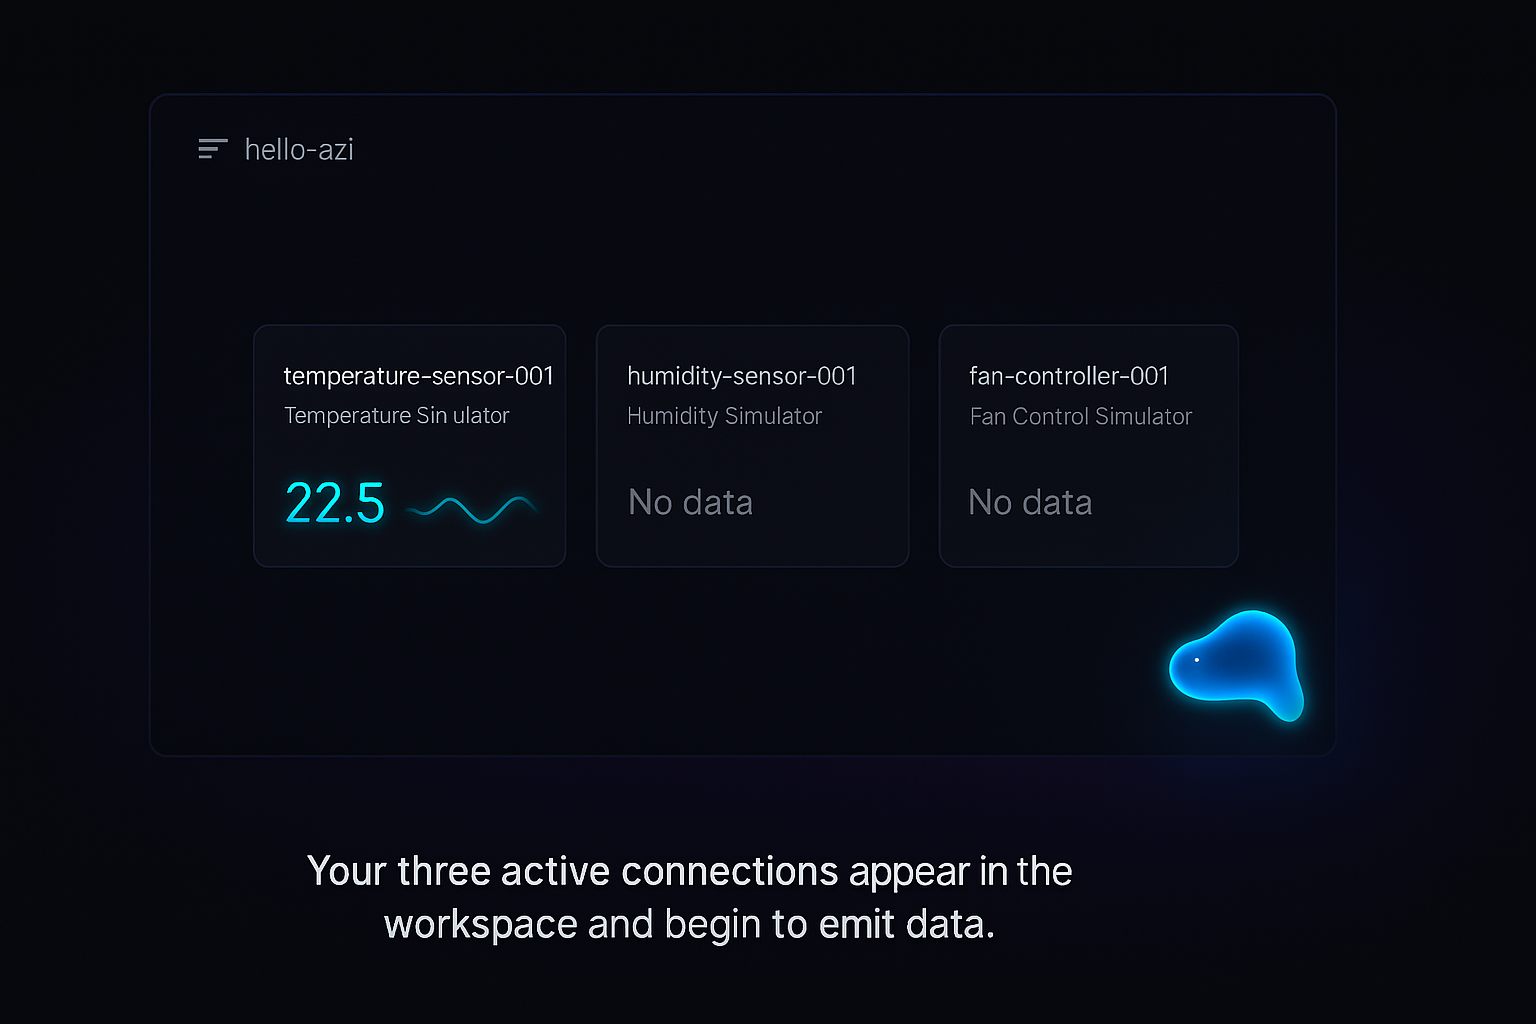 hello-azi
temperature-sensor-001
Temperature Sin ulator
22.5
humidity-sensor-001
Humidity Simulator
No data
fan-controller-001
Fan Control Simulator
No data
Your three active connections appear in the
workspace and begin to emit data.